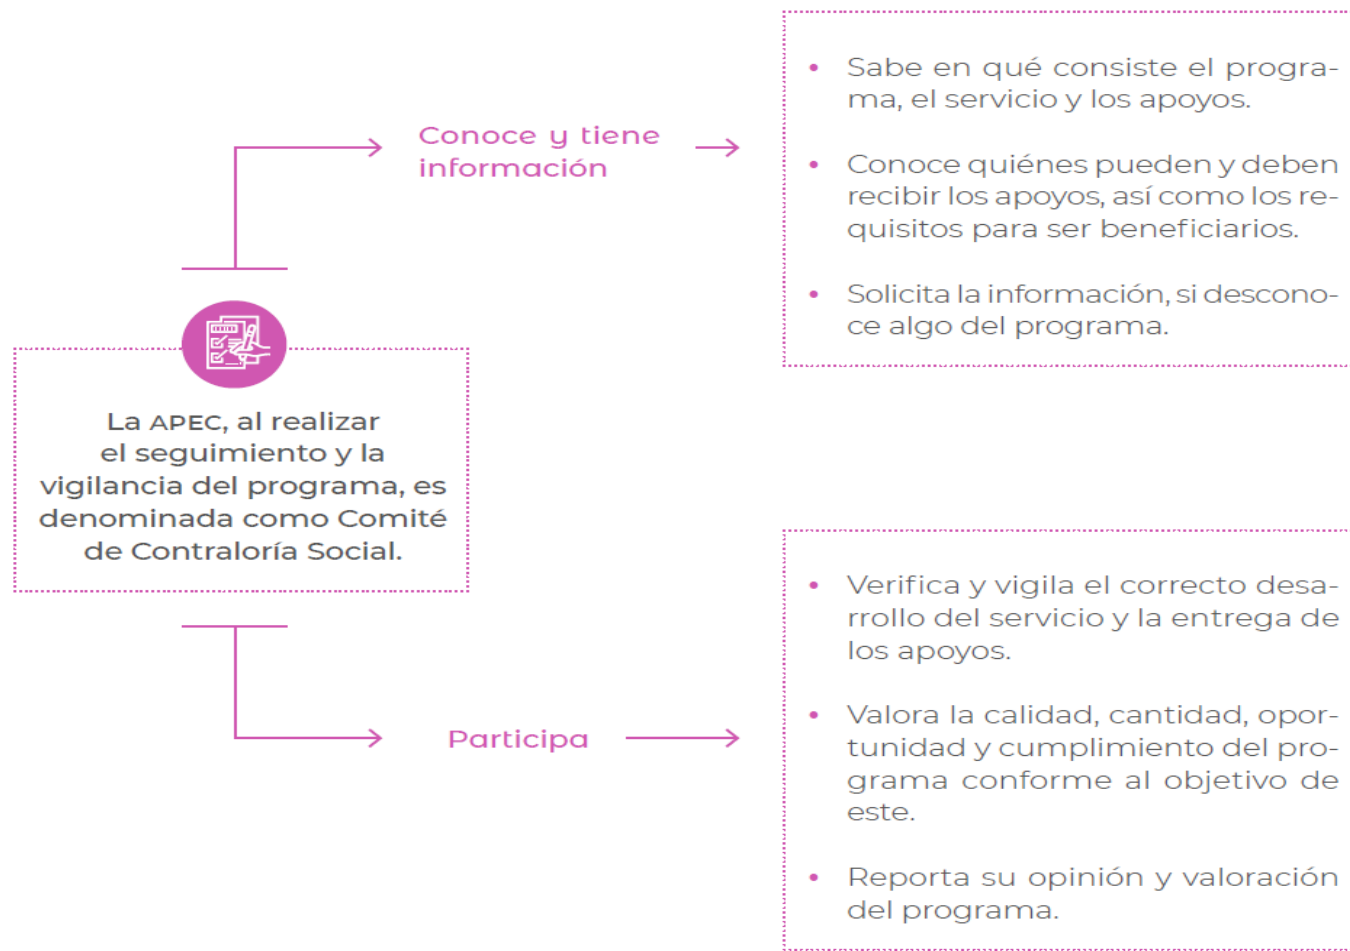 La APEC, al realizar
el seguimiento y la
vigilancia del programa, es
denominada como Comité
de Contraloría Social.
Conoce y tiene
información
• Sabe en qué consiste el progra-
ma, el servicio y los apoyos.
• Conoce quiénes pueden y deben
recibir los apoyos, así como los re-
quisitos para ser beneficiarios.
• Solicita la información, si descono-
ce algo del programa.
Participa
• Verifica y vigila el correcto desa-
rrollo del servicio y la entrega de
los apoyos.
• Valora la calidad, cantidad, opor-
tunidad y cumplimiento del pro-
grama conforme al objetivo de
este.
• Reporta su opinión y valoración
del programa.